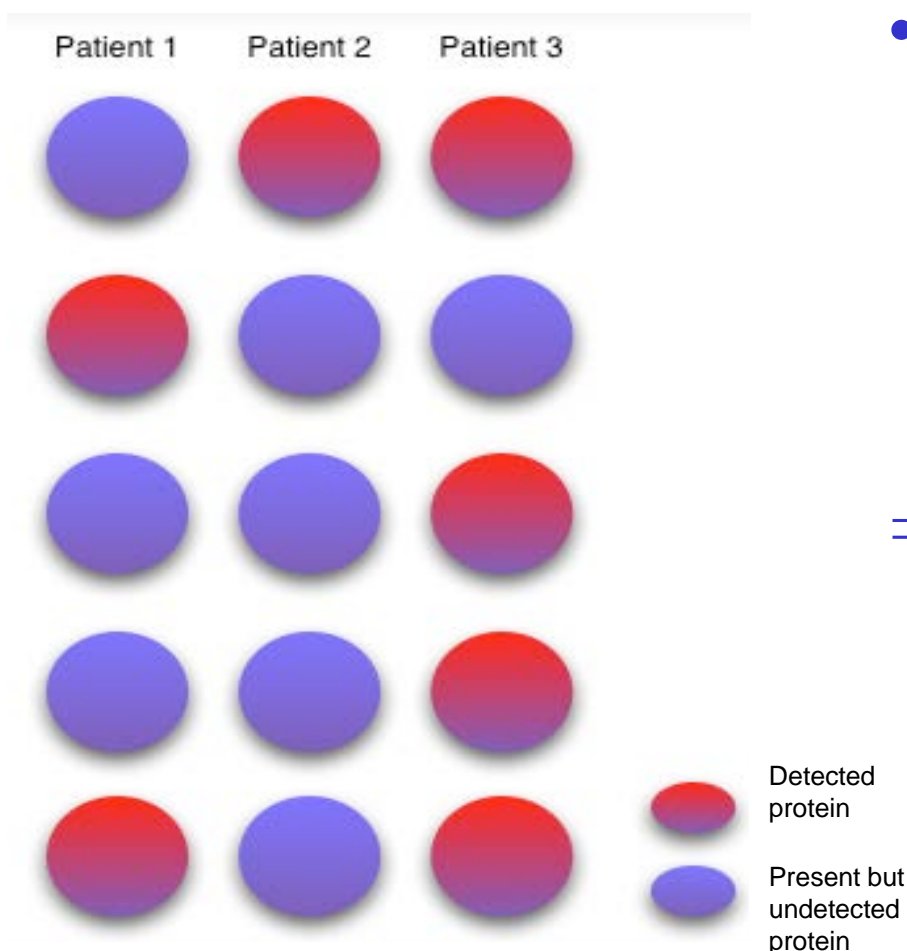 Patient 1 Patient 2 Patient 3
Detected
protein
Present but
undetected
protein